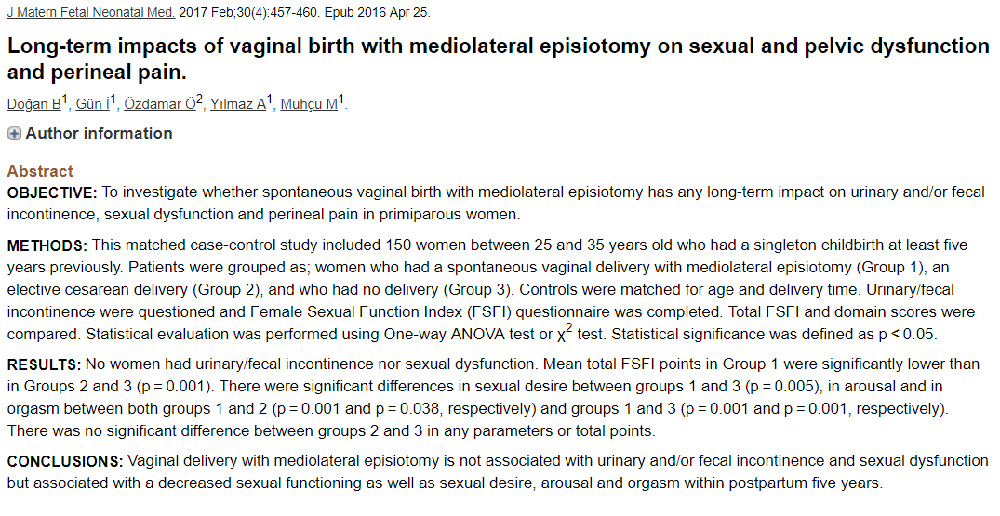 J Matern Fetal Neonatal Med. 2017 Feb;30(4):457-460. Epub 2016 Apr 25.
Long-term impacts of vaginal birth with mediolateral episiotomy on sexual and pelvic dysfunction
and perineal pain.
Doğan B1, Gün İ1, Özdamar Ö2, Yılmaz A1, Muhçu M1.
Author information
Abstract
OBJECTIVE: To investigate whether spontaneous vaginal birth with mediolateral episiotomy has any long-term impact on urinary and/or fecal
incontinence, sexual dysfunction and perineal pain in primiparous women.
METHODS: This matched case-control study included 150 women between 25 and 35 years old who had a singleton childbirth at least five
years previously. Patients were grouped as; women who had a spontaneous vaginal delivery with mediolateral episiotomy (Group 1), an
elective cesarean delivery (Group 2), and who had no delivery (Group 3). Controls were matched for age and delivery time. Urinary/fecal
incontinence were questioned and Female Sexual Function Index (FSFI) questionnaire was completed. Total FSFI and domain scores were
compared. Statistical evaluation was performed using One-way ANOVA test or χ2 test. Statistical significance was defined as p < 0.05.
RESULTS: No women had urinary/fecal incontinence nor sexual dysfunction. Mean total FSFI points in Group 1 were significantly lower than
in Groups 2 and 3 (p = 0.001). There were significant differences in sexual desire between groups 1 and 3 (p = 0.005), in arousal and in
orgasm between both groups 1 and 2 (p = 0.001 and p = 0.038, respectively) and groups 1 and 3 (p = 0.001 and p = 0.001, respectively).
There was no significant difference between groups 2 and 3 in any parameters or total points.
CONCLUSIONS: Vaginal delivery with mediolateral episiotomy is not associated with urinary and/or fecal incontinence and sexual dysfunction
but associated with a decreased sexual functioning as well as sexual desire, arousal and orgasm within postpartum five years.